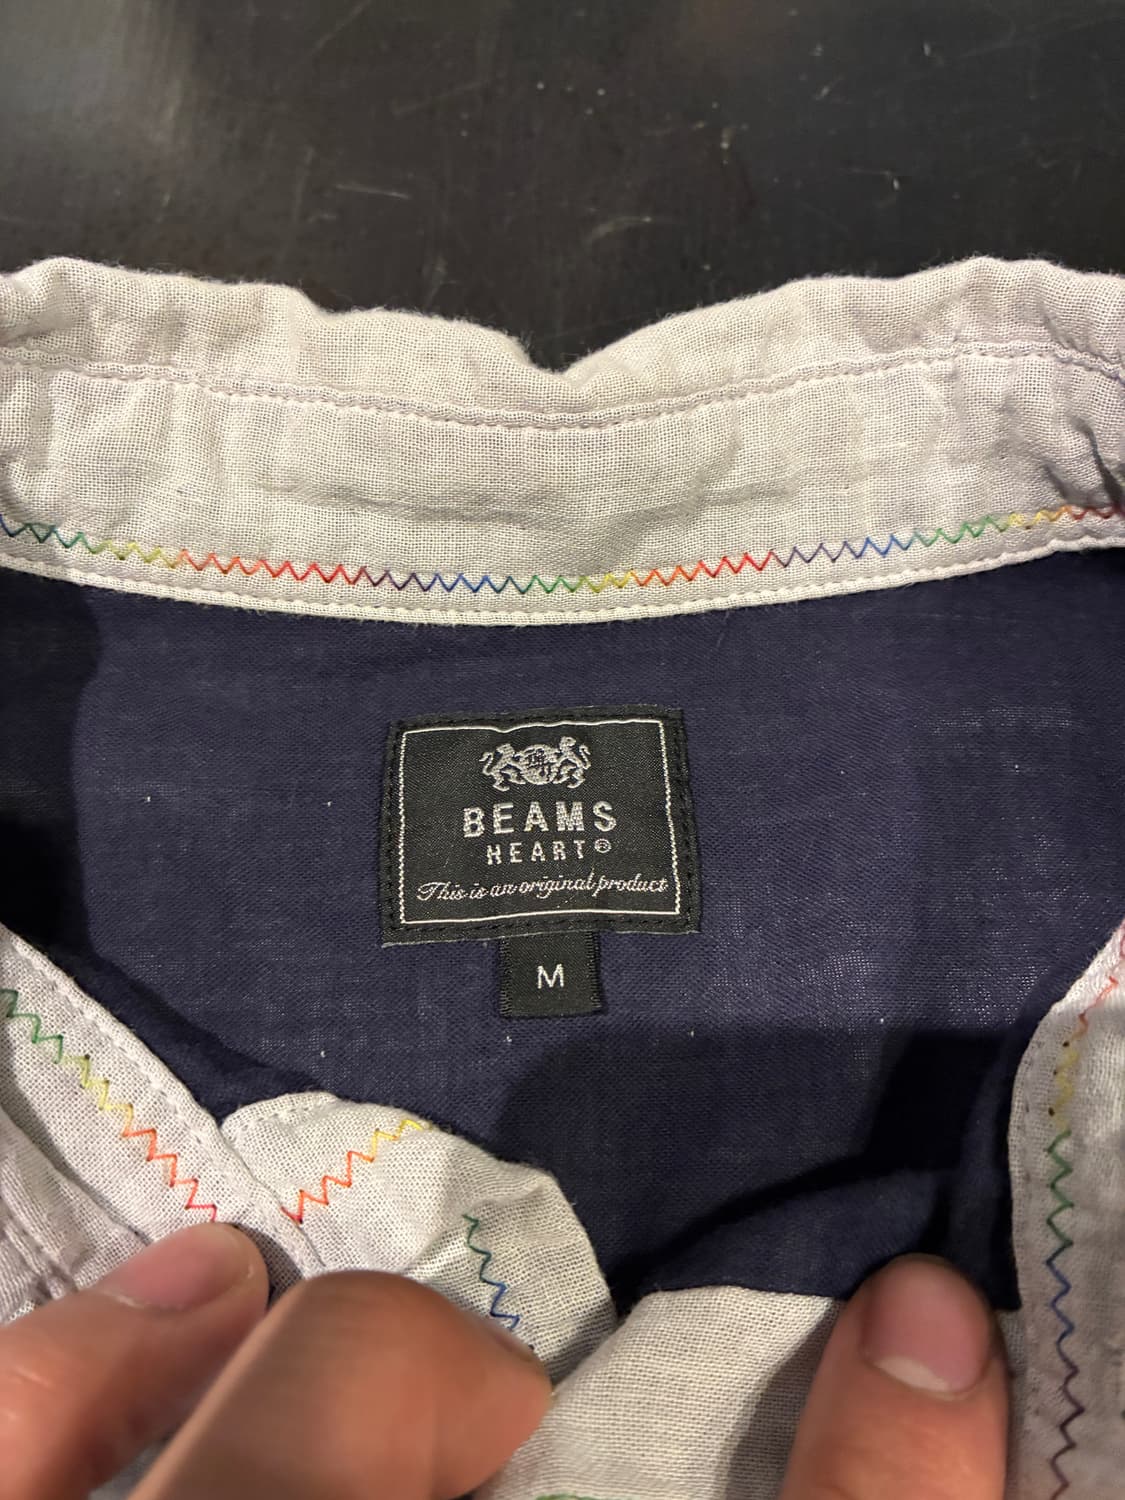 BEAMS
HEART®
This is an original product
M